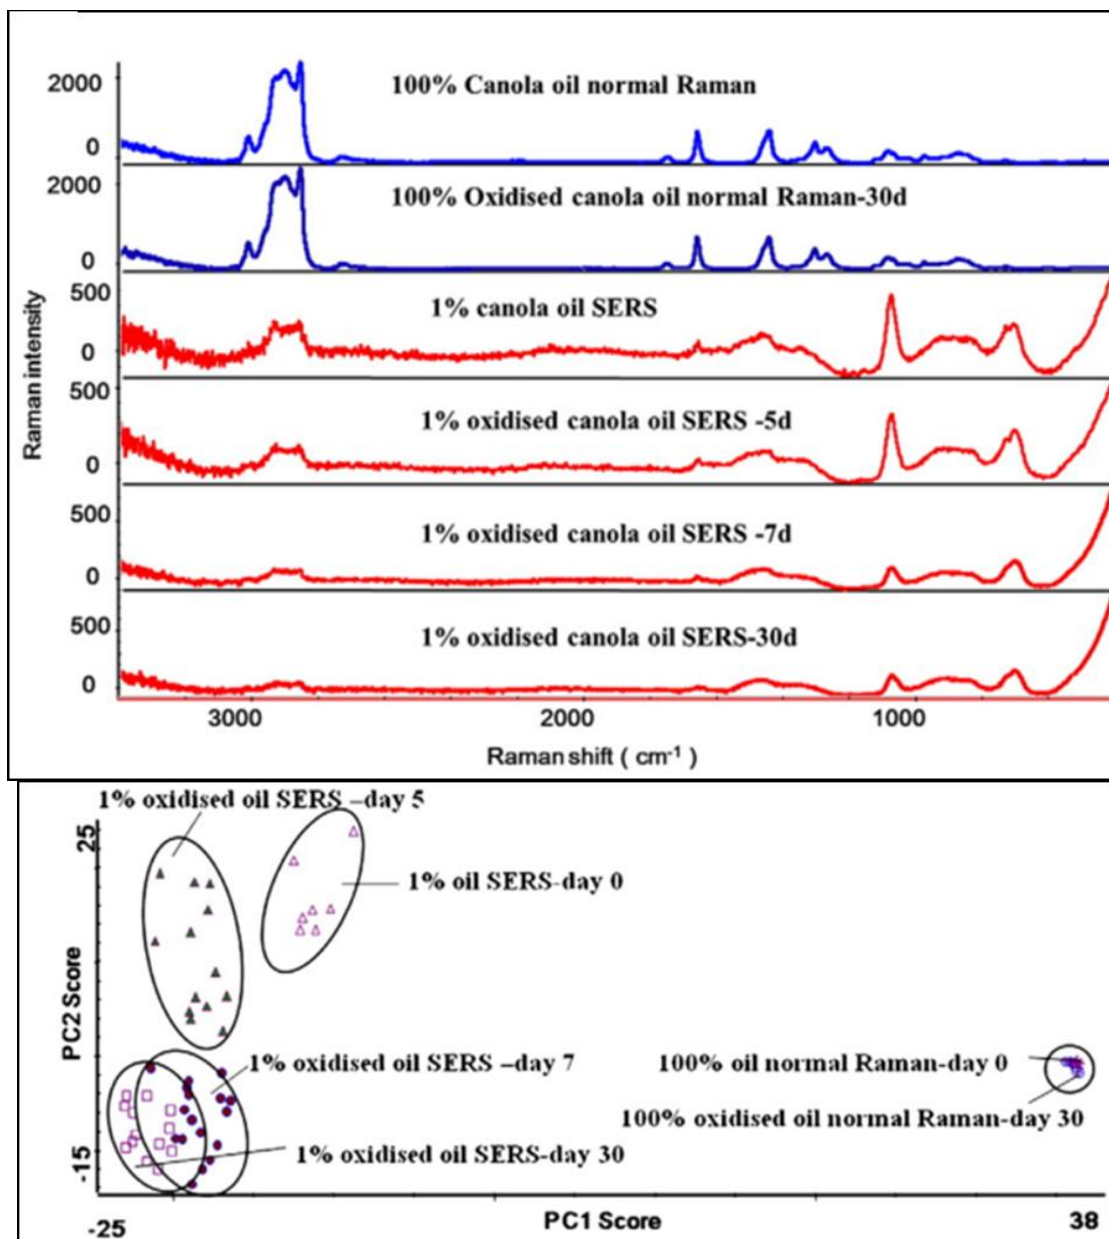 2000
100% Canola oil normal Raman
0
2000
100% Oxidised canola oil normal Raman-30d
0
500
1% canola oil SERS
0
500
1% oxidised canola oil SERS -5d
0
500
1% oxidised canola oil SERS -7d
0
500
1% oxidised canola oil SERS-30d
0
Raman intensity
3000 2000 1000
Raman shift ( cm-1 )
1% oxidised oil SERS –day 5
25
1% oil SERS-day 0
PC2 Score
1% oxidised oil SERS –day 7
100% oil normal Raman-day 0
100% oxidised oil normal Raman-day 30
1% oxidised oil SERS-day 30
-15
-25 PC1 Score 38